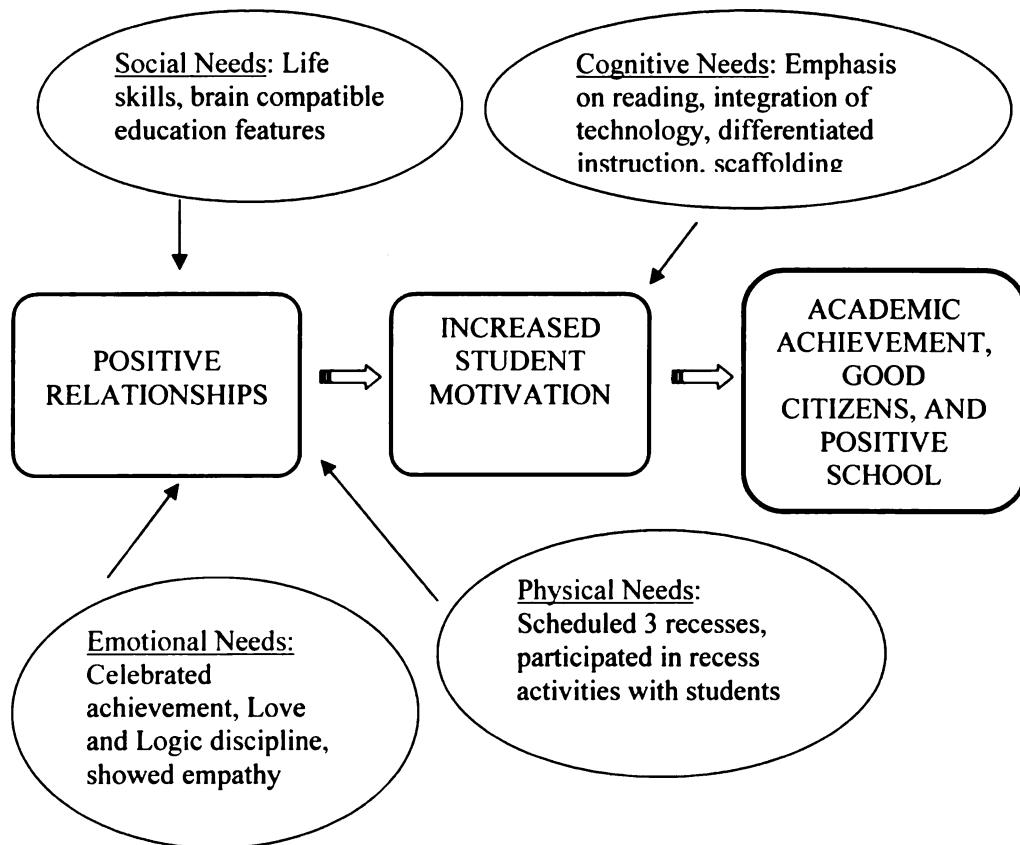 Social Needs: Life
skills, brain compatible
education features
Cognitive Needs: Emphasis
on reading, integration of
technology, differentiated
instruction, scaffolding
POSITIVE
RELATIONSHIPS
INCREASED
STUDENT
MOTIVATION
ACADEMIC
ACHIEVEMENT,
GOOD
CITIZENS, AND
POSITIVE
SCHOOL
Emotional Needs:
Celebrated
achievement, Love
and Logic discipline,
showed empathy
Physical Needs:
Scheduled 3 recesses,
participated in recess
activities with students